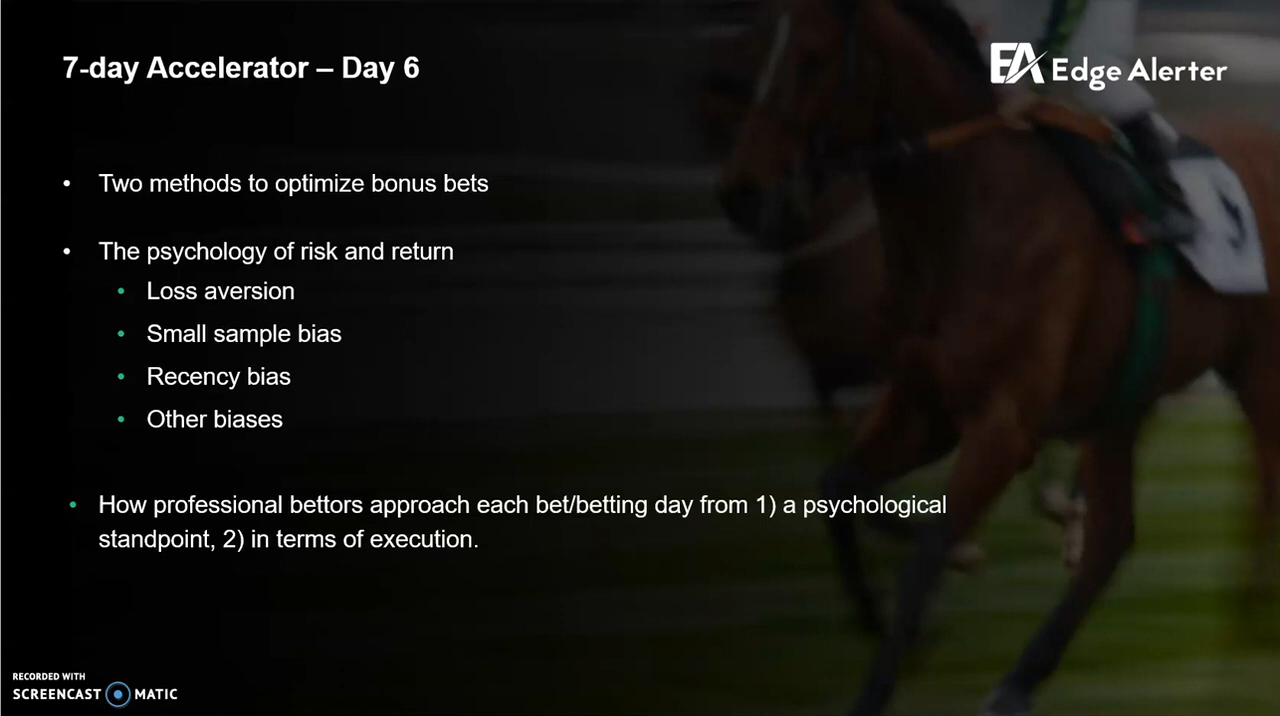 7-day Accelerator – Day 6
EA Edge Alerter
• Two methods to optimize bonus bets
• The psychology of risk and return
• Loss aversion
• Small sample bias
• Recency bias
• Other biases
• How professional bettors approach each bet/betting day from 1) a psychological
standpoint, 2) in terms of execution.
RECORDED WITH
SCREENCAST MATIC